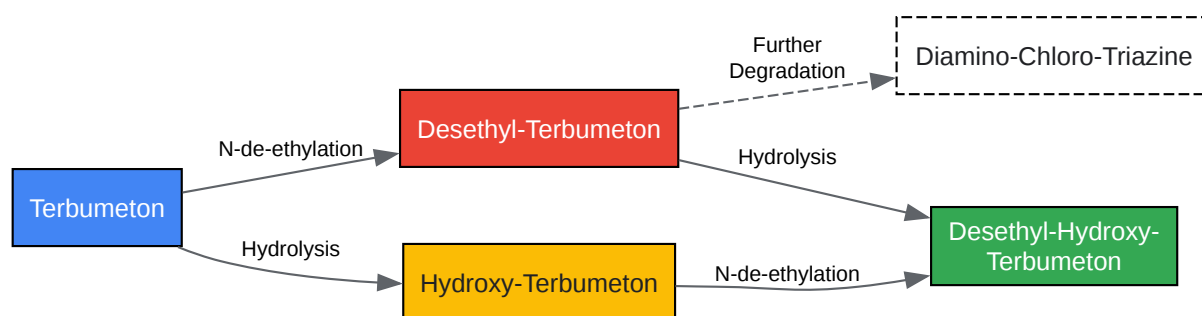 Further
Degradation
Diamino-Chloro-Triazine
Desethyl-Terbumeton
N-de-ethylation
Hydrolysis
Terbumeton
Hydrolysis
Desethyl-Hydroxy-
Terbumeton
Hydroxy-Terbumeton
N-de-ethylation